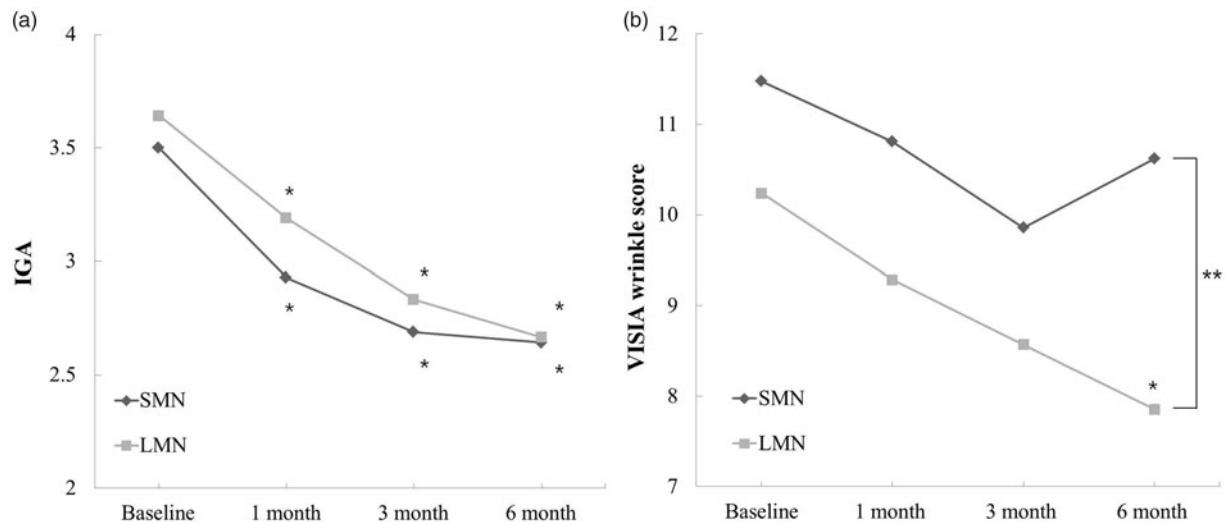 (a)
4
3.5
3
2.5
2
IGA
*
*
*
*
*
*
SMN
LMN
Baseline 1 month 3 month 6 month
(b)
12
11
10
9
8
7
VISIA wrinkle score
**
*
SMN
LMN
Baseline 1 month 3 month 6 month